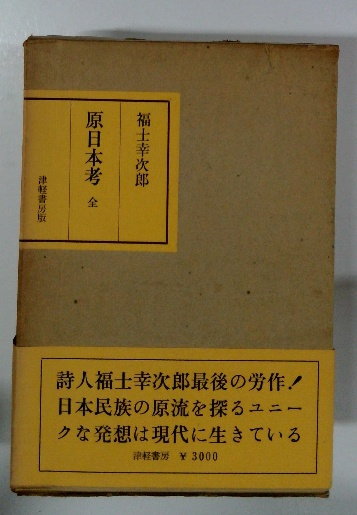 福士幸次郎
原日本考 全
津軽書房版
詩人福士幸次郎最後の労作！
日本民族の原流を探るユニー
クな発想は現代に生きている
津軽書房 ￥3000